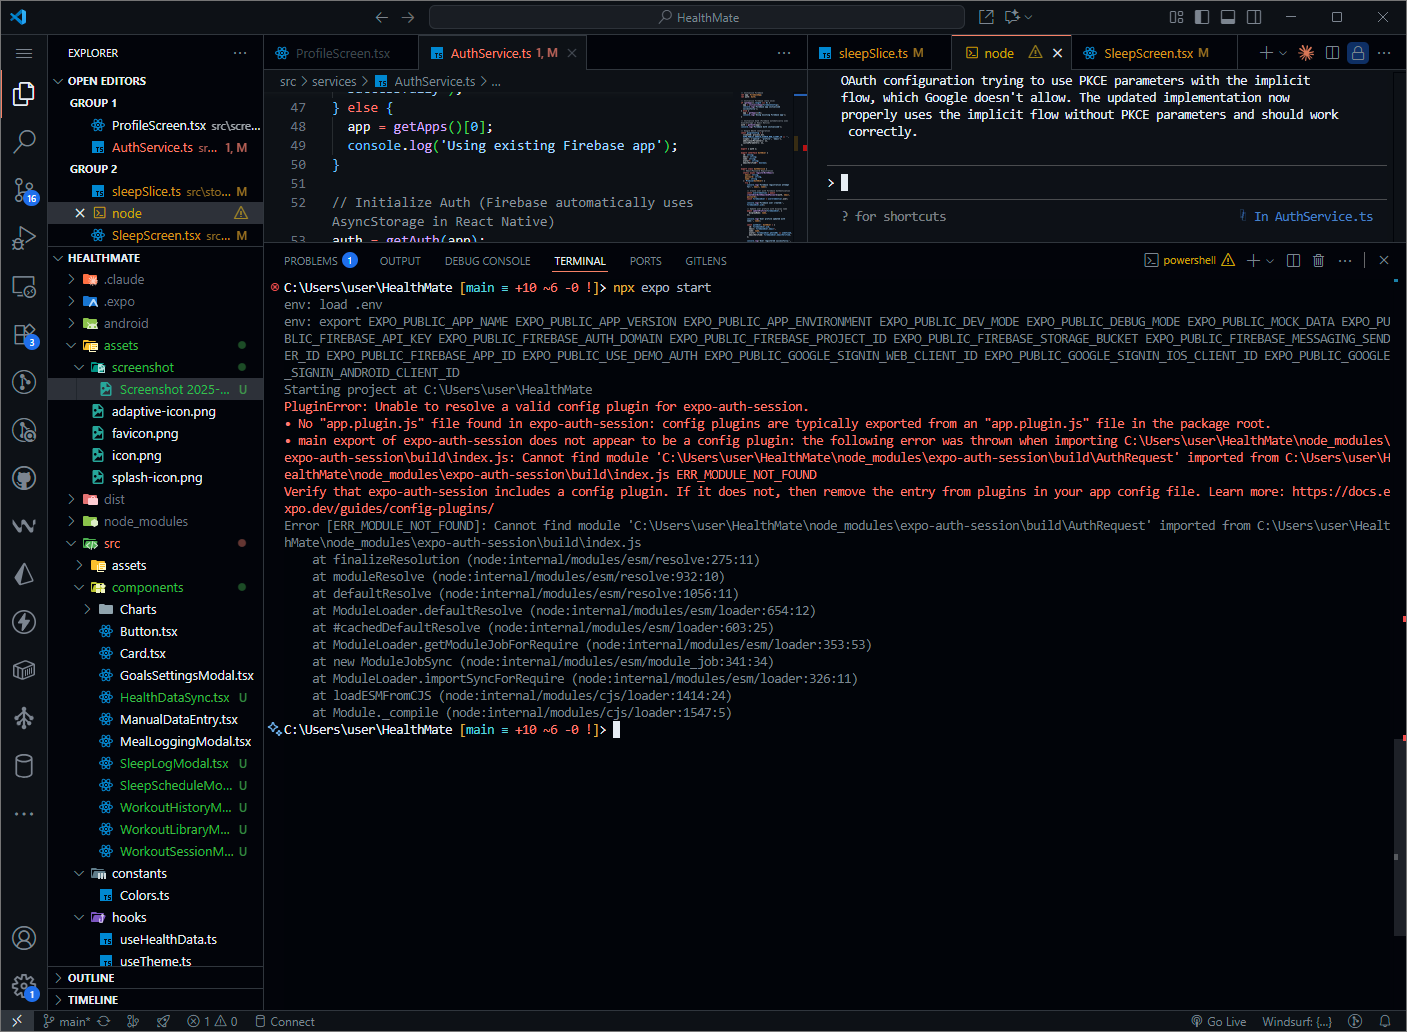 HealthMate
EXPLORER
OPEN EDITORS
GROUP 1
ProfileScreen.tsx src\scre...
AuthService.ts sr... 1, M
GROUP 2
sleepSlice.ts src\sto... M
node
SleepScreen.tsx src... M
HEALTHMATE
.claude
.expo
android
assets
screenshot
Screenshot 2025-... U
adaptive-icon.png
favicon.png
icon.png
splash-icon.png
dist
node_modules
src
assets
components
Charts
Button.tsx
Card.tsx
GoalsSettingsModal.tsx
HealthDataSync.tsx U
ManualDataEntry.tsx
MealLoggingModal.tsx
SleepLogModal.tsx U
SleepScheduleMo... U
WorkoutHistoryM... U
WorkoutLibraryM... U
WorkoutSessionM... U
constants
Colors.ts
hooks
useHealthData.ts
useTheme.ts
OUTLINE
TIMELINE
16
3
1
ProfileScreen.tsx
AuthService.ts 1, M
src > services > TS AuthService.ts > ...
47 } else {
48 app = getApps()[0];
49 console.log('Using existing Firebase app');
50 }
51
52 // Initialize Auth (Firebase automatically uses
AsyncStorage in React Native)
53 auth = getAuth(app);
sleepSlice.ts M
node
SleepScreen.tsx M
OAuth configuration trying to use PKCE parameters with the implicit
flow, which Google doesn't allow. The updated implementation now
properly uses the implicit flow without PKCE parameters and should work
correctly.
>
? for shortcuts
In AuthService.ts
PROBLEMS 1 OUTPUT DEBUG CONSOLE TERMINAL PORTS GITLENS
powershell
C:\Users\user\HealthMate [main ≡ +10 ~6 -0 !]> npx expo start
env: load .env
env: export EXPO_PUBLIC_APP_NAME EXPO_PUBLIC_APP_VERSION EXPO_PUBLIC_APP_ENVIRONMENT EXPO_PUBLIC_DEV_MODE EXPO_PUBLIC_DEBUG_MODE EXPO_PUBLIC_MOCK_DATA EXPO_PU
BLIC_FIREBASE_API_KEY EXPO_PUBLIC_FIREBASE_AUTH_DOMAIN EXPO_PUBLIC_FIREBASE_PROJECT_ID EXPO_PUBLIC_FIREBASE_STORAGE_BUCKET EXPO_PUBLIC_FIREBASE_MESSAGING_SEND
ER_ID EXPO_PUBLIC_FIREBASE_APP_ID EXPO_PUBLIC_USE_DEMO_AUTH EXPO_PUBLIC_GOOGLE_SIGNIN_WEB_CLIENT_ID EXPO_PUBLIC_GOOGLE_SIGNIN_IOS_CLIENT_ID EXPO_PUBLIC_GOOGLE
_SIGNIN_ANDROID_CLIENT_ID
Starting project at C:\Users\user\HealthMate
PluginError: Unable to resolve a valid config plugin for expo-auth-session.
• No "app.plugin.js" file found in expo-auth-session: config plugins are typically exported from an "app.plugin.js" file in the package root.
• main export of expo-auth-session does not appear to be a config plugin: the following error was thrown when importing C:\Users\user\HealthMate\node_modules\
expo-auth-session\build\index.js: Cannot find module 'C:\Users\user\HealthMate\node_modules\expo-auth-session\build\AuthRequest' imported from C:\Users\user\H
ealthMate\node_modules\expo-auth-session\build\index.js ERR_MODULE_NOT_FOUND
Verify that expo-auth-session includes a config plugin. If it does not, then remove the entry from plugins in your app config file. Learn more: https://docs.e
xpo.dev/guides/config-plugins/
Error [ERR_MODULE_NOT_FOUND]: Cannot find module 'C:\Users\user\HealthMate\node_modules\expo-auth-session\build\AuthRequest' imported from C:\Users\user\Healt
hMate\node_modules\expo-auth-session\build\index.js
at finalizeResolution (node:internal/modules/esm/resolve:275:11)
at moduleResolve (node:internal/modules/esm/resolve:932:10)
at defaultResolve (node:internal/modules/esm/resolve:1056:11)
at ModuleLoader.defaultResolve (node:internal/modules/esm/loader:654:12)
at #cachedDefaultResolve (node:internal/modules/esm/loader:603:25)
at ModuleLoader.getModuleJobForRequire (node:internal/modules/esm/loader:353:53)
at new ModuleJobSync (node:internal/modules/esm/module_job:341:34)
at ModuleLoader.importSyncForRequire (node:internal/modules/esm/loader:326:11)
at loadESMFromCJS (node:internal/modules/cjs/loader:1414:24)
at Module._compile (node:internal/modules/cjs/loader:1547:5)
C:\Users\user\HealthMate [main ≡ +10 ~6 -0 !]>
main* 1 0 Connect
Go Live Windsurf: {...}